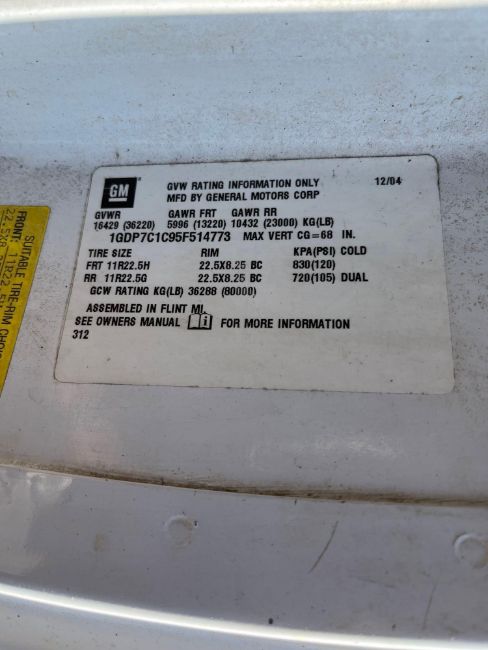 GM
GVW RATING INFORMATION ONLY 12/04
MFD BY GENERAL MOTORS CORP
GVWR GAWR FRT GAWR RR
16429 (36220) 5996 (13220) 10432 (23000) KG(LB)
1GDP7C1C95F514773 MAX VERT CG=68 IN.
TIRE SIZE RIM KPA(PSI) COLD
FRT 11R22.5H 22.5X8.25 BC 830(120)
RR 11R22.5G 22.5X8.25 BC 720(105) DUAL
GCW RATING KG(LB) 36288 (80000)
ASSEMBLED IN FLINT MI.
SEE OWNERS MANUAL i FOR MORE INFORMATION
312
SUITABLE TIRE-RIM
FRONT: 11R22.5